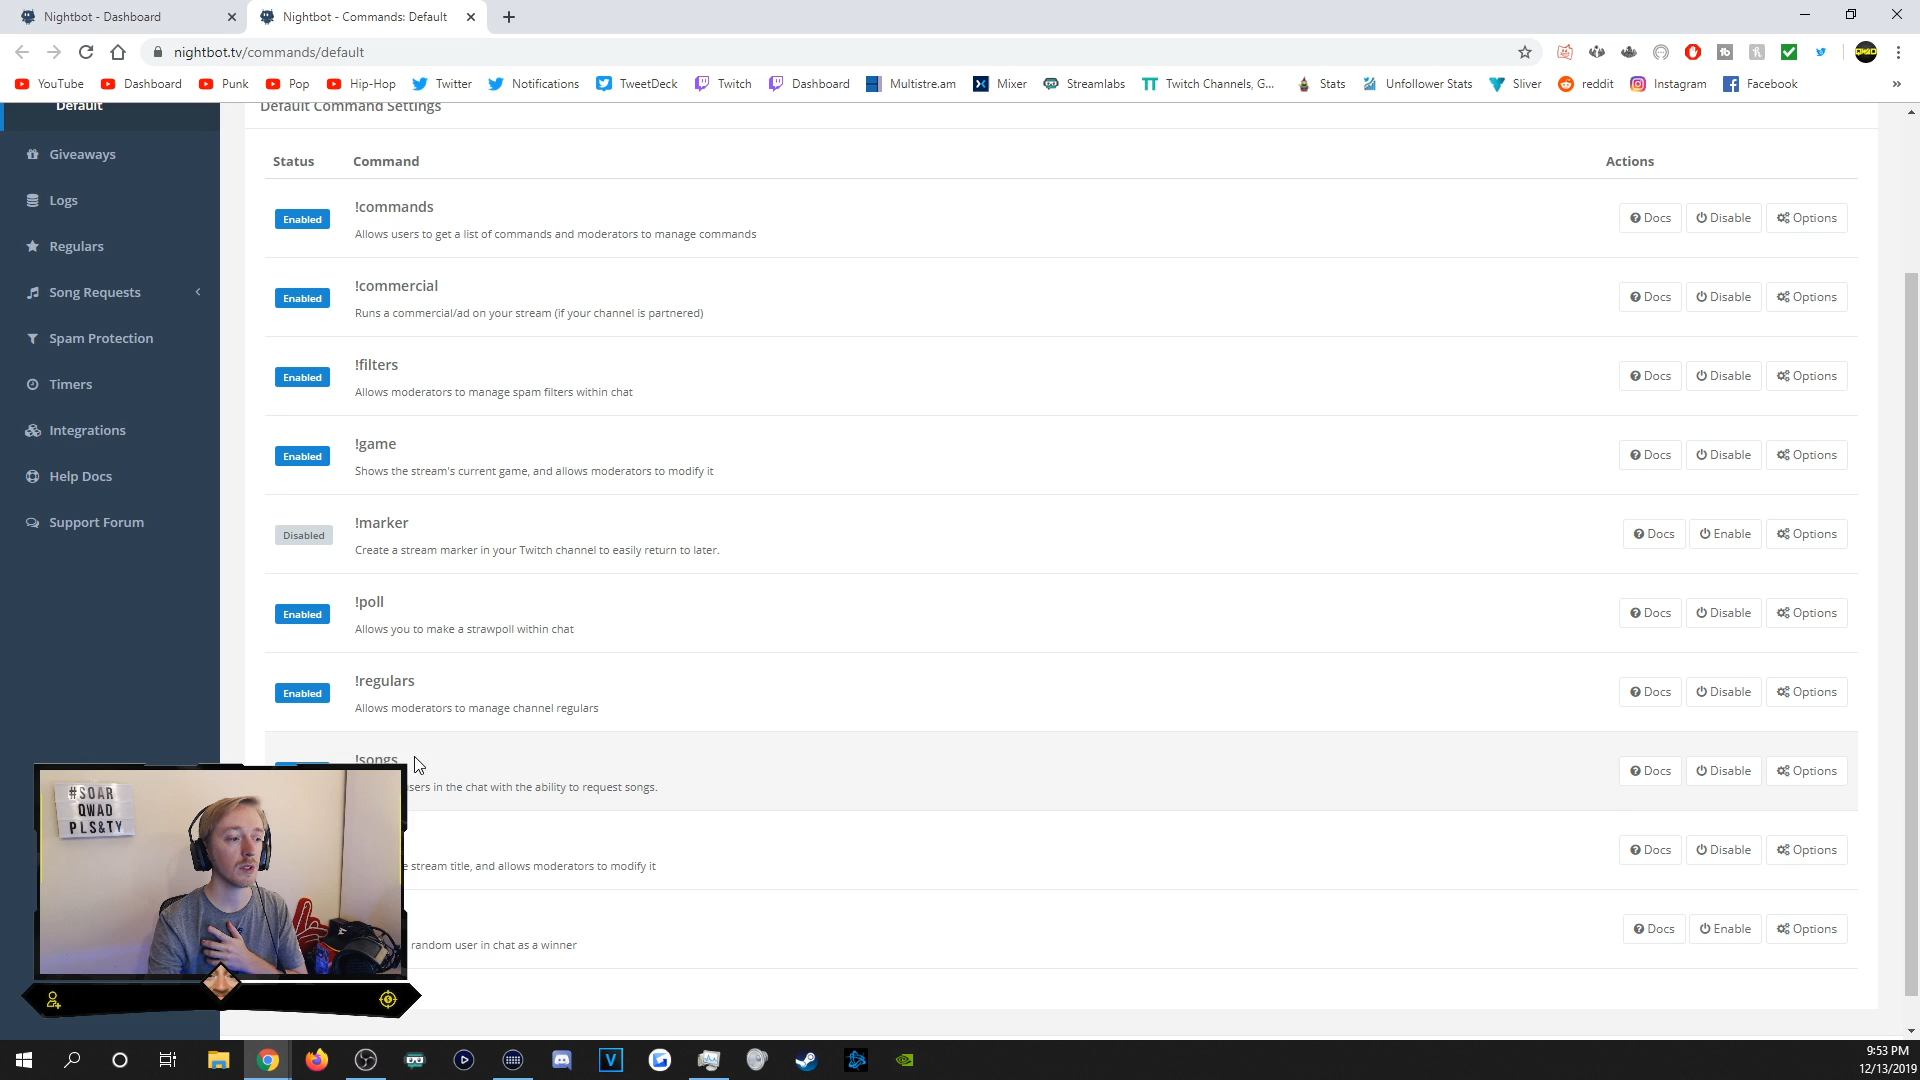 Nightbot - Dashboard
Nightbot - Commands: Default
nightbot.tv/commands/default
YouTube Dashboard Punk Pop Hip-Hop Twitter Notifications TweetDeck Twitch Dashboard Multistre.am Mixer Streamlabs Twitch Channels, G... Stats Unfollower Stats Sliver reddit Instagram Facebook »
Default
Giveaways
Logs
Regulars
Song Requests
Spam Protection
Timers
Integrations
Help Docs
Support Forum
Default Command Settings
Status Command Actions
Enabled !commands Docs Disable Options
Allows users to get a list of commands and moderators to manage commands
Enabled !commercial Docs Disable Options
Runs a commercial/ad on your stream (if your channel is partnered)
Enabled !filters Docs Disable Options
Allows moderators to manage spam filters within chat
Enabled !game Docs Disable Options
Shows the stream's current game, and allows moderators to modify it
Disabled !marker Docs Enable Options
Create a stream marker in your Twitch channel to easily return to later.
Enabled !poll Docs Disable Options
Allows you to make a strawpoll within chat
Enabled !regulars Docs Disable Options
Allows moderators to manage channel regulars
!songs Docs Disable Options
users in the chat with the ability to request songs.
Docs Disable Options
stream title, and allows moderators to modify it
Docs Enable Options
random user in chat as a winner
#SOAR
QWAD
PLS&TY
9:53 PM
12/13/2019